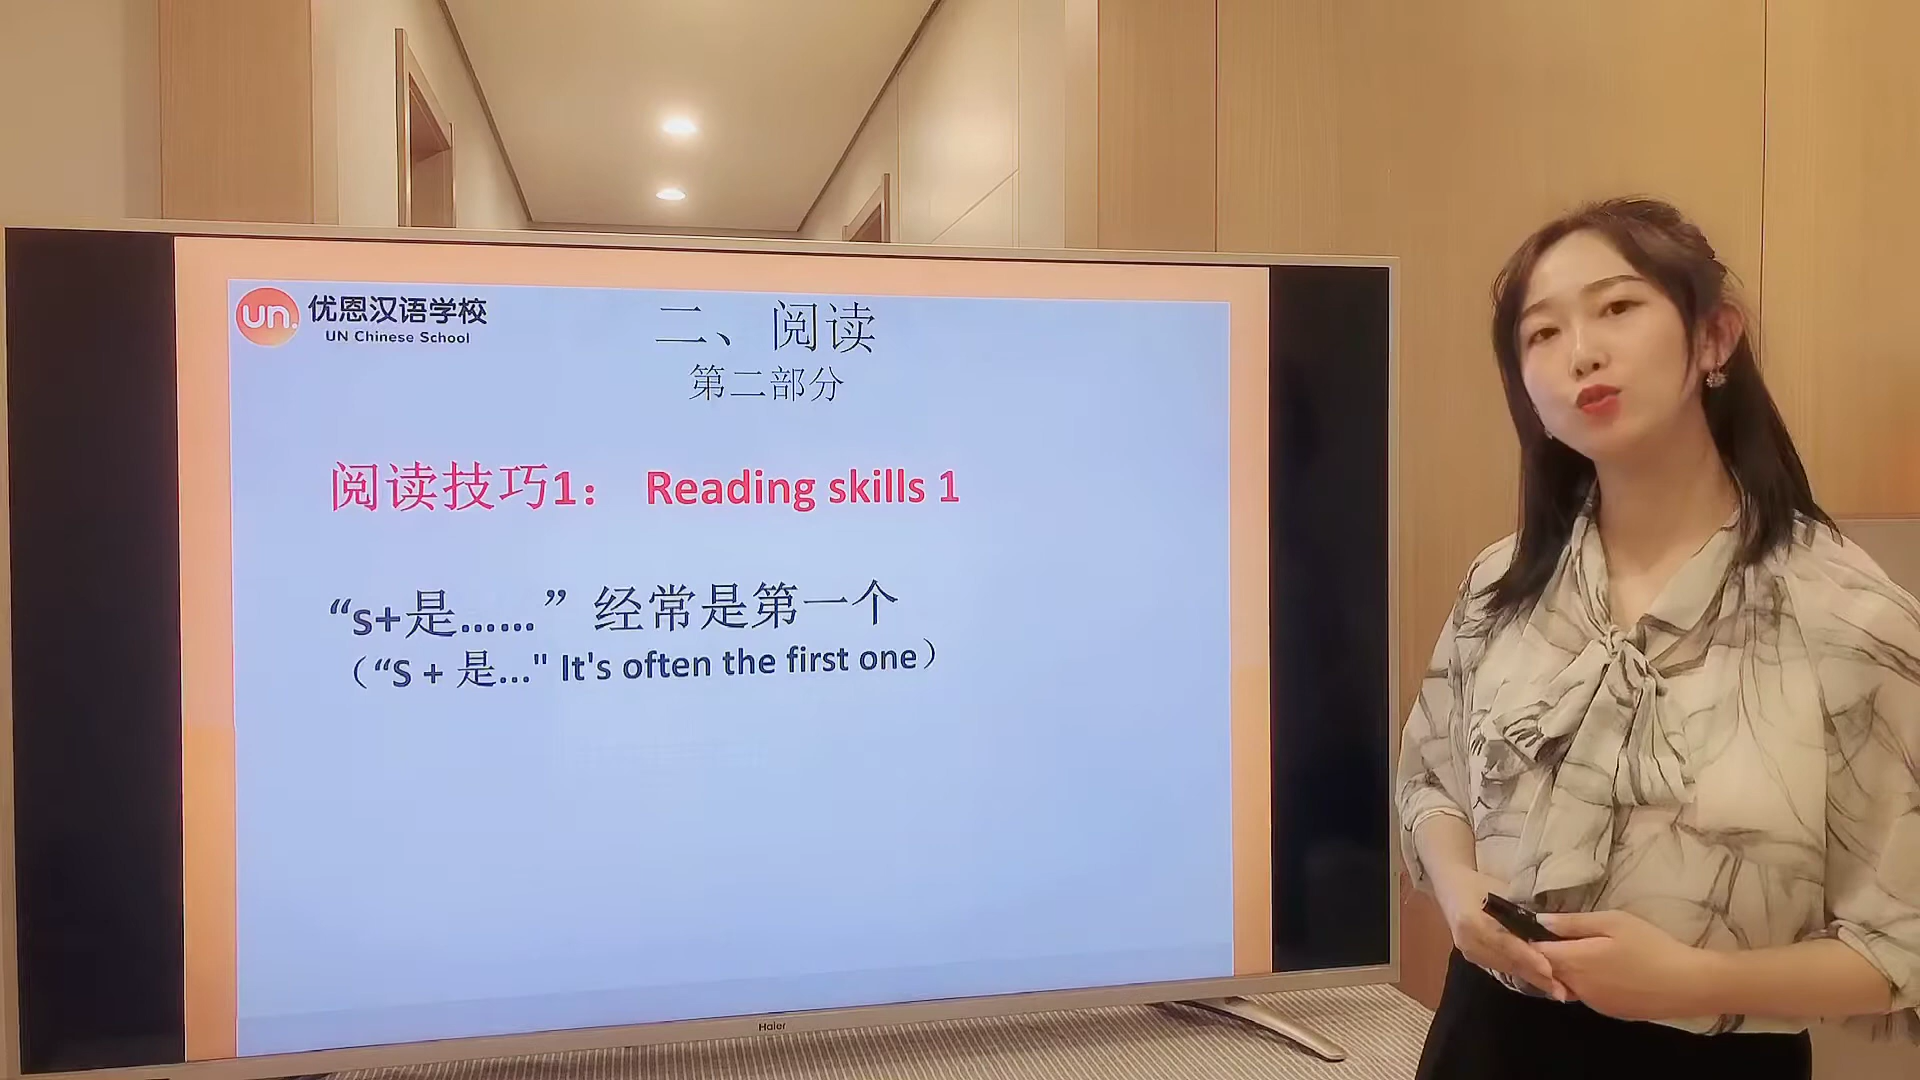 un.
优恩汉语学校
UN Chinese School
二、阅读
第二部分
阅读技巧1： Reading skills 1
“s+是……”经常是第一个
（“S + 是..." It's often the first one）
Haier